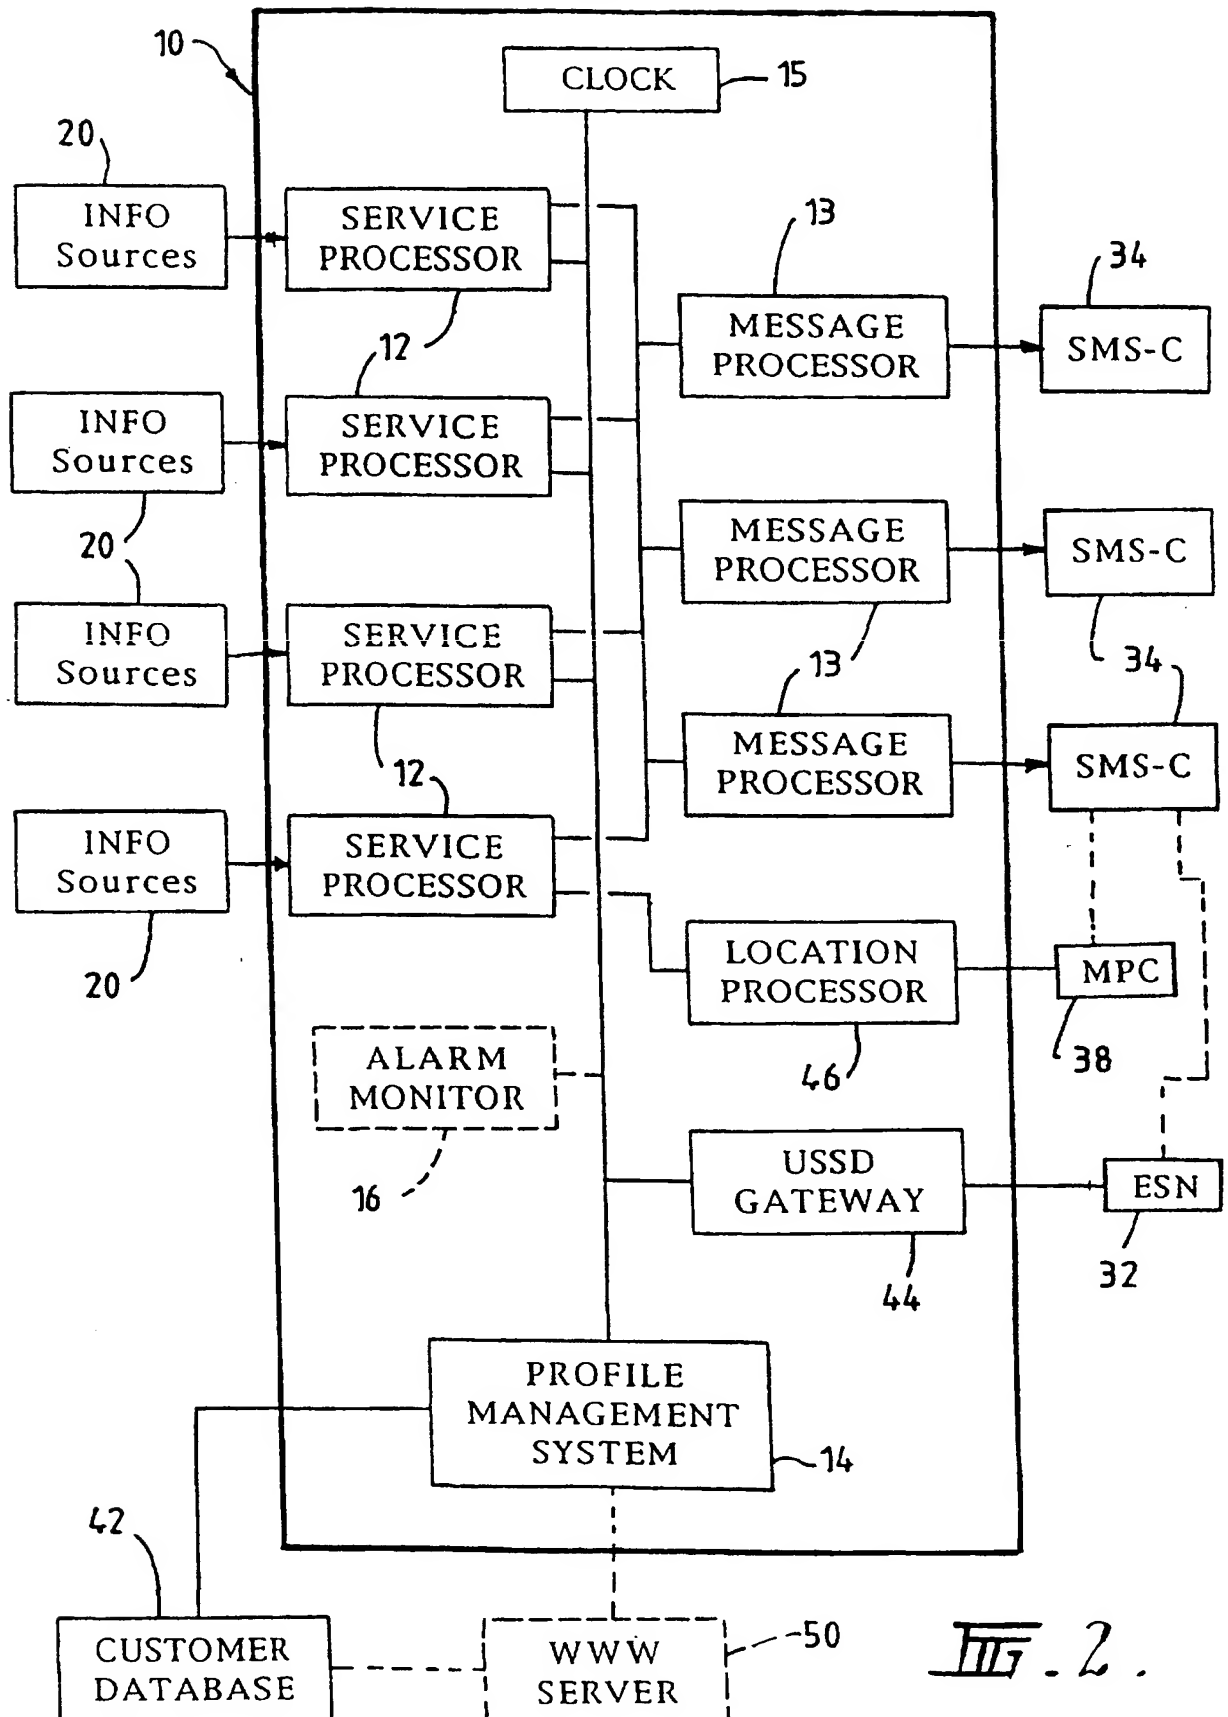 10
CLOCK
15
20
INFO
Sources
SERVICE
PROCESSOR
13
34
12
MESSAGE
PROCESSOR
SMS-C
INFO
Sources
SERVICE
PROCESSOR
20
MESSAGE
PROCESSOR
SMS-C
INFO
Sources
SERVICE
PROCESSOR
13
34
12
MESSAGE
PROCESSOR
SMS-C
INFO
Sources
SERVICE
PROCESSOR
20
LOCATION
PROCESSOR
MPC
38
46
ALARM
MONITOR
16
USSD
GATEWAY
ESN
44
32
PROFILE
MANAGEMENT
SYSTEM
14
42
CUSTOMER
DATABASE
WWW
SERVER
50
FIG. 2.